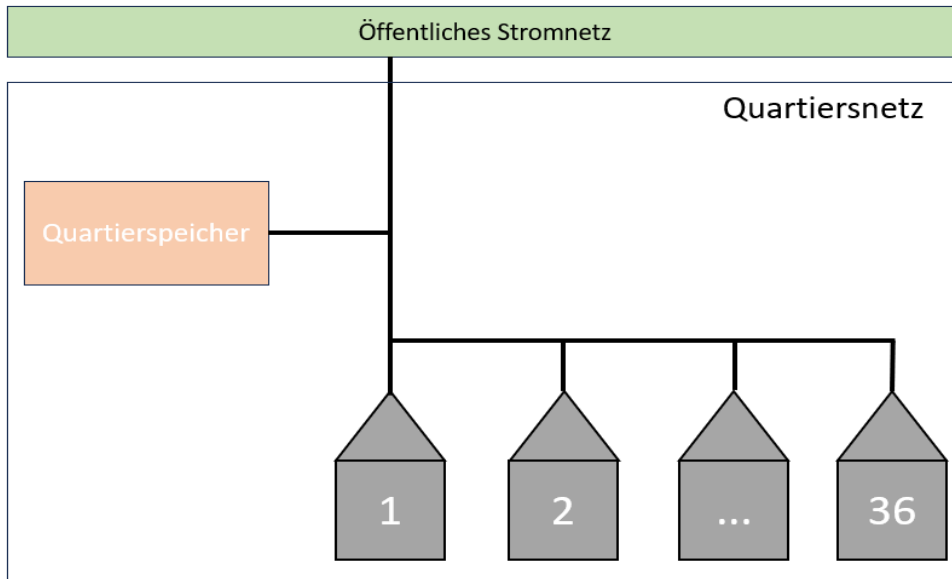 Öffentliches Stromnetz
Quartiersnetz
Quartierspeicher
1
2
...
36